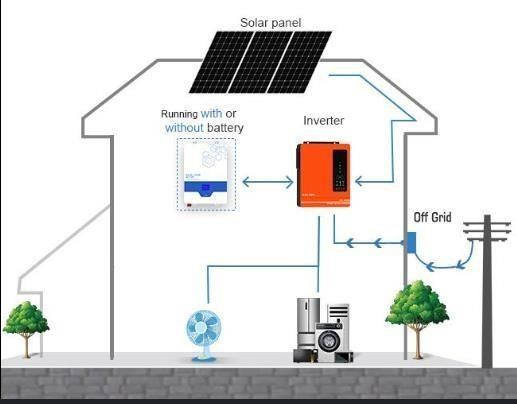 Solar panel
Running with or
without battery
Inverter
Off Grid